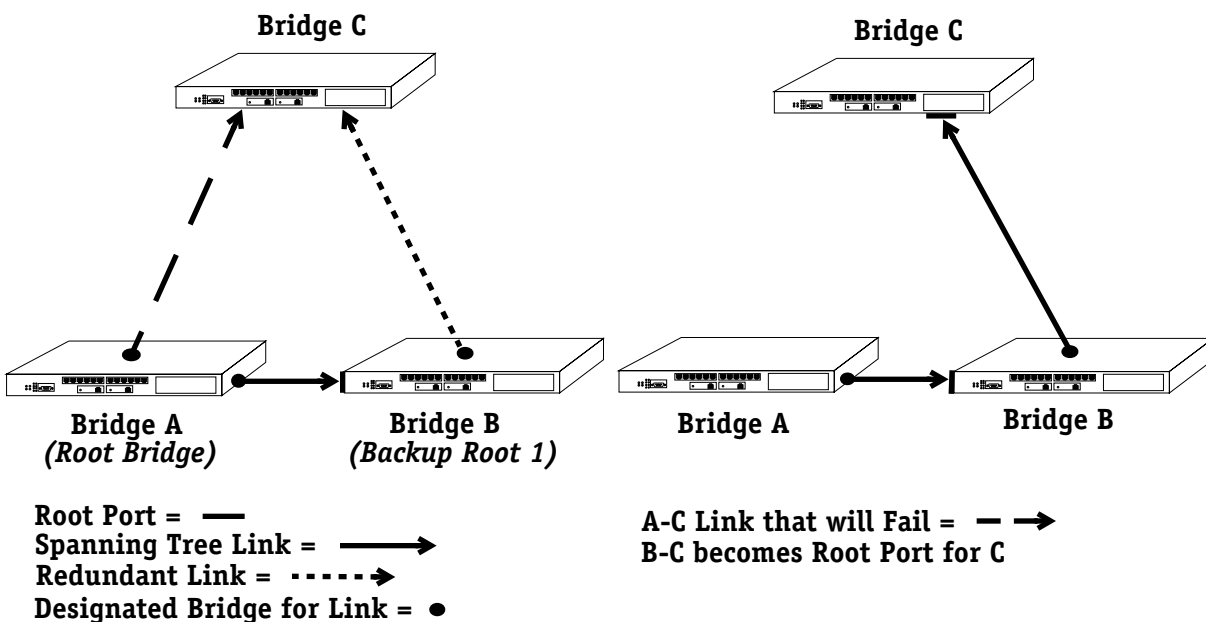 Bridge C
Bridge C
Bridge A
(Root Bridge)
Bridge B
(Backup Root 1)
Bridge A
Bridge B
Root Port =
Spanning Tree Link =
Redundant Link =
Designated Bridge for Link =
A-C Link that will Fail =
B-C becomes Root Port for C